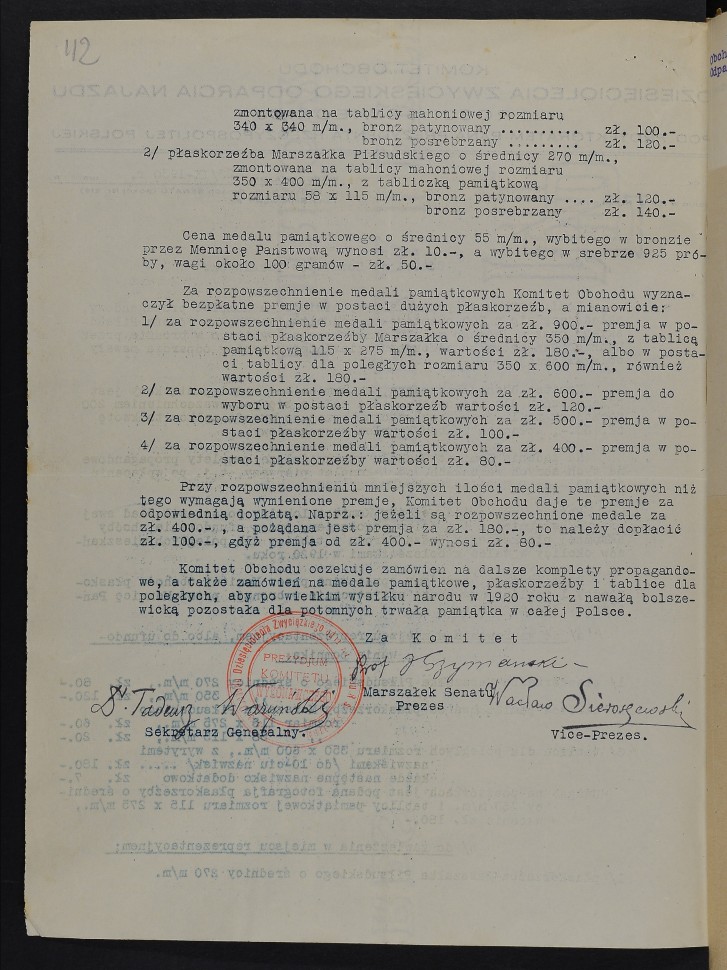 42
zmontowana na tablicy mahoniowej rozmiaru
340 x 340 m/m., bronz patynowany .......... zł. 100.-
bronz posrebrzany ......... zł. 120.-
2/ płaskorzeźba Marszałka Piłsudskiego o średnicy 270 m/m.,
zmontowana na tablicy mahoniowej rozmiaru
350 x 400 m/m., z tabliczką pamiątkową
rozmiaru 58 x 115 m/m., bronz patynowany .... zł. 120.-
bronz posrebrzany zł. 140.-
Cena medalu pamiątkowego o średnicy 55 m/m., wybitego w bronzie
przez Mennicę Państwową wynosi zł. 10.-, a wybitego w srebrze 925 pró-
by, wagi około 100 gramów - zł. 50.-
Za rozpowszechnienie medali pamiątkowych Komitet Obchodu wyzna-
czył bezpłatne premje w postaci dużych płaskorzeźb, a mianowicie:
1/ za rozpowszechnienie medali pamiątkowych za zł. 900.- premja w po-
staci płaskorzeźby Marszałka o średnicy 350 m/m., z tablicą
pamiątkową 115 x 275 m/m., wartości zł. 180.-, albo w posta-
ci tablicy dla poległych rozmiaru 350 x 600 m/m., również
wartości zł. 180.-
2/ za rozpowszechnienie medali pamiątkowych za zł. 600.- premja do
wyboru w postaci płaskorzeźb wartości zł. 120.-
3/ za rozpowszechnienie medali pamiątkowych za zł. 500.- premja w po-
staci płaskorzeźby wartości zł. 100.-
4/ za rozpowszechnienie medali pamiątkowych za zł. 400.- premja w po-
staci płaskorzeźby wartości zł. 80.-
Przy rozpowszechnieniu mniejszych ilości medali pamiątkowych niż
tego wymagają wymienione premje, Komitet Obchodu daje te premje za
odpowiednią dopłatą. Naprz.: jeżeli są rozpowszechnione medale za
zł. 400.- , a pożądana jest premja za zł. 180.-, to należy dopłacić
zł. 100.-, gdyż premja od zł. 400.- wynosi zł. 80.-
Komitet Obchodu oczekuje zamówien na dalsze komplety propagando-
we, a także zamówien na medale pamiątkowe, płaskorzeźby i tablice dla
poległych, aby po wielkim wysiłku narodu w 1920 roku z nawałą bolsze-
wicką pozostała dla potomnych trwała pamiątka w całej Polsce.
Za Komitet
PREZYDJUM
KOMITETU
Prof J Szymanski
Marszałek Senatu
Prezes
Tadeusz
Sekretarz Generalny.
Wacław Sieroszewski
Vice-Prezes.